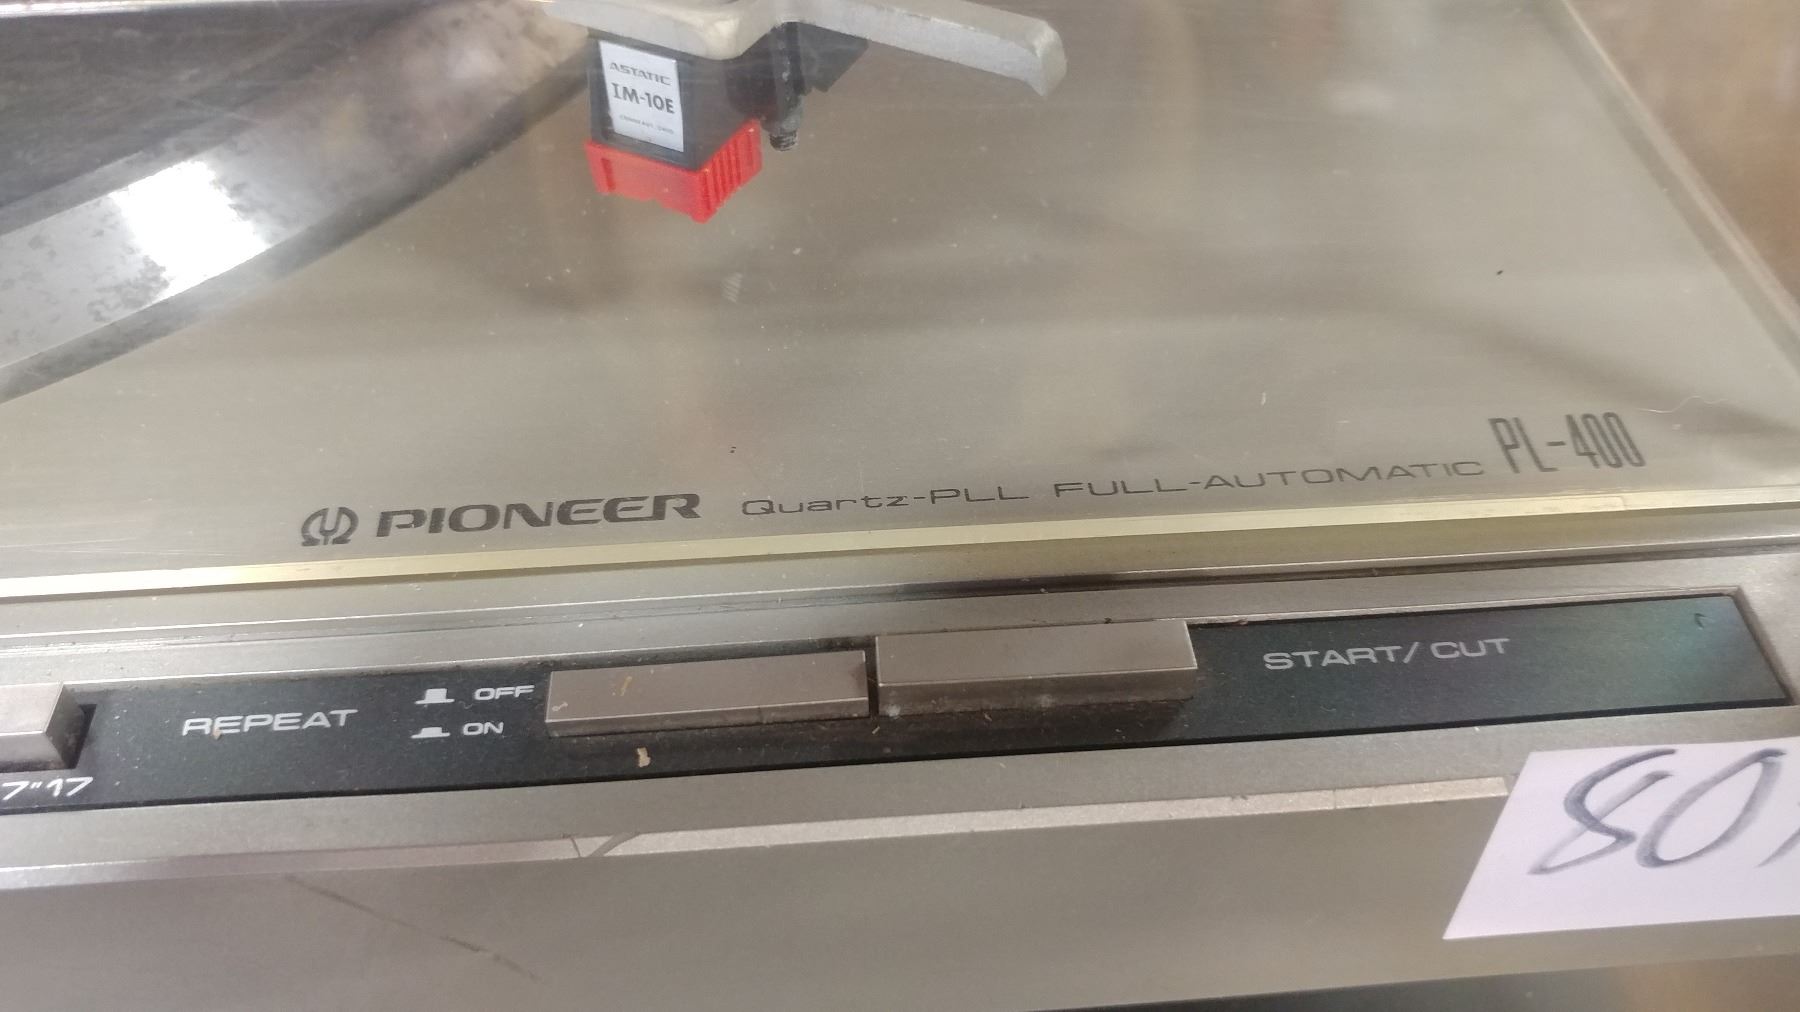 ASTATIC
IM-10E
PIONEER Quartz-PLL FULL-AUTOMATIC PL-400
REPEAT OFF
ON
START/CUT
7"17
80